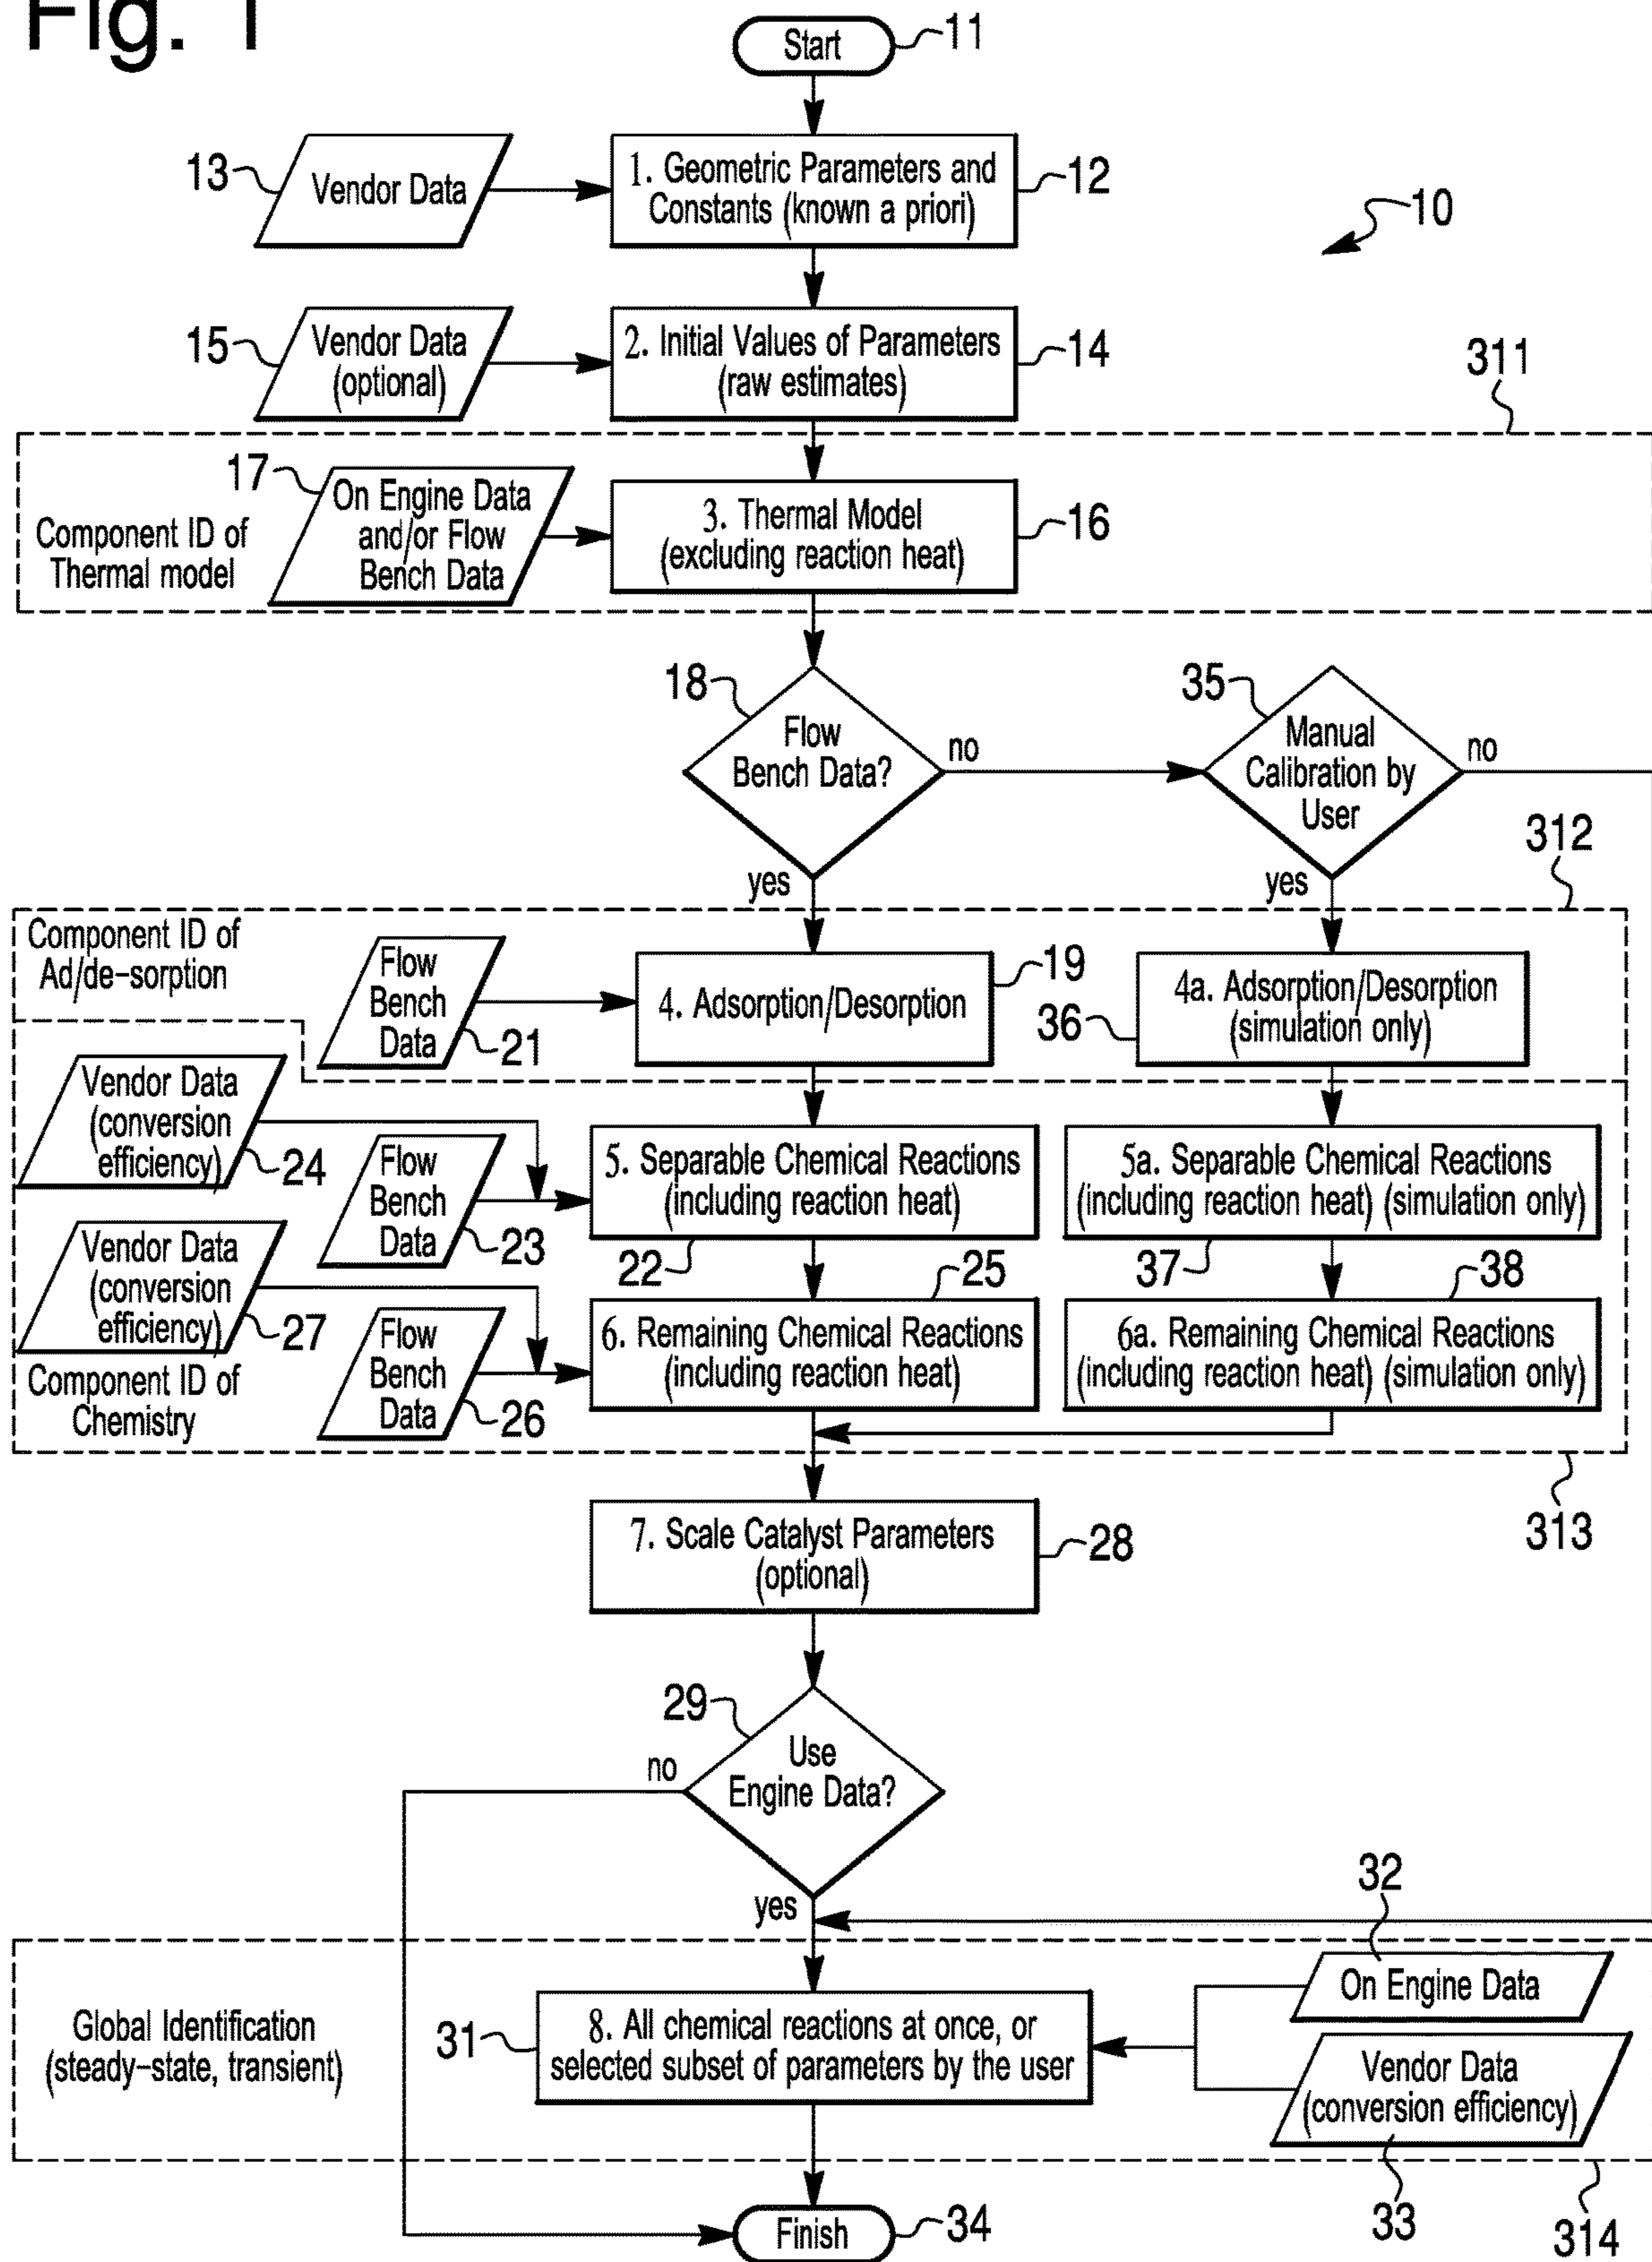 Fig. 1
Start
11
13
Vendor Data
1. Geometric Parameters and
Constants (known a priori)
12
10
15
Vendor Data
(optional)
2. Initial Values of Parameters
(raw estimates)
14
311
17
On Engine Data
and/or Flow
Bench Data
Component ID of
Thermal model
3. Thermal Model
(excluding reaction heat)
16
18
Flow
Bench Data?
no
yes
35
Manual
Calibration by
User
no
yes
312
Component ID of
Ad/de-sorption
Flow
Bench
Data
21
4. Adsorption/Desorption
19
4a. Adsorption/Desorption
(simulation only)
36
Vendor Data
(conversion
efficiency)
24
Flow
Bench
Data
23
5. Separable Chemical Reactions
(including reaction heat)
22
5a. Separable Chemical Reactions
(including reaction heat) (simulation only)
37
Vendor Data
(conversion
efficiency)
27
Flow
Bench
Data
26
6. Remaining Chemical Reactions
(including reaction heat)
25
6a. Remaining Chemical Reactions
(including reaction heat) (simulation only)
38
Component ID of
Chemistry
313
7. Scale Catalyst Parameters
(optional)
28
29
Use
Engine Data?
no
yes
32
On Engine Data
Global Identification
(steady-state, transient)
31
8. All chemical reactions at once, or
selected subset of parameters by the user
Vendor Data
(conversion efficiency)
33
314
Finish
34